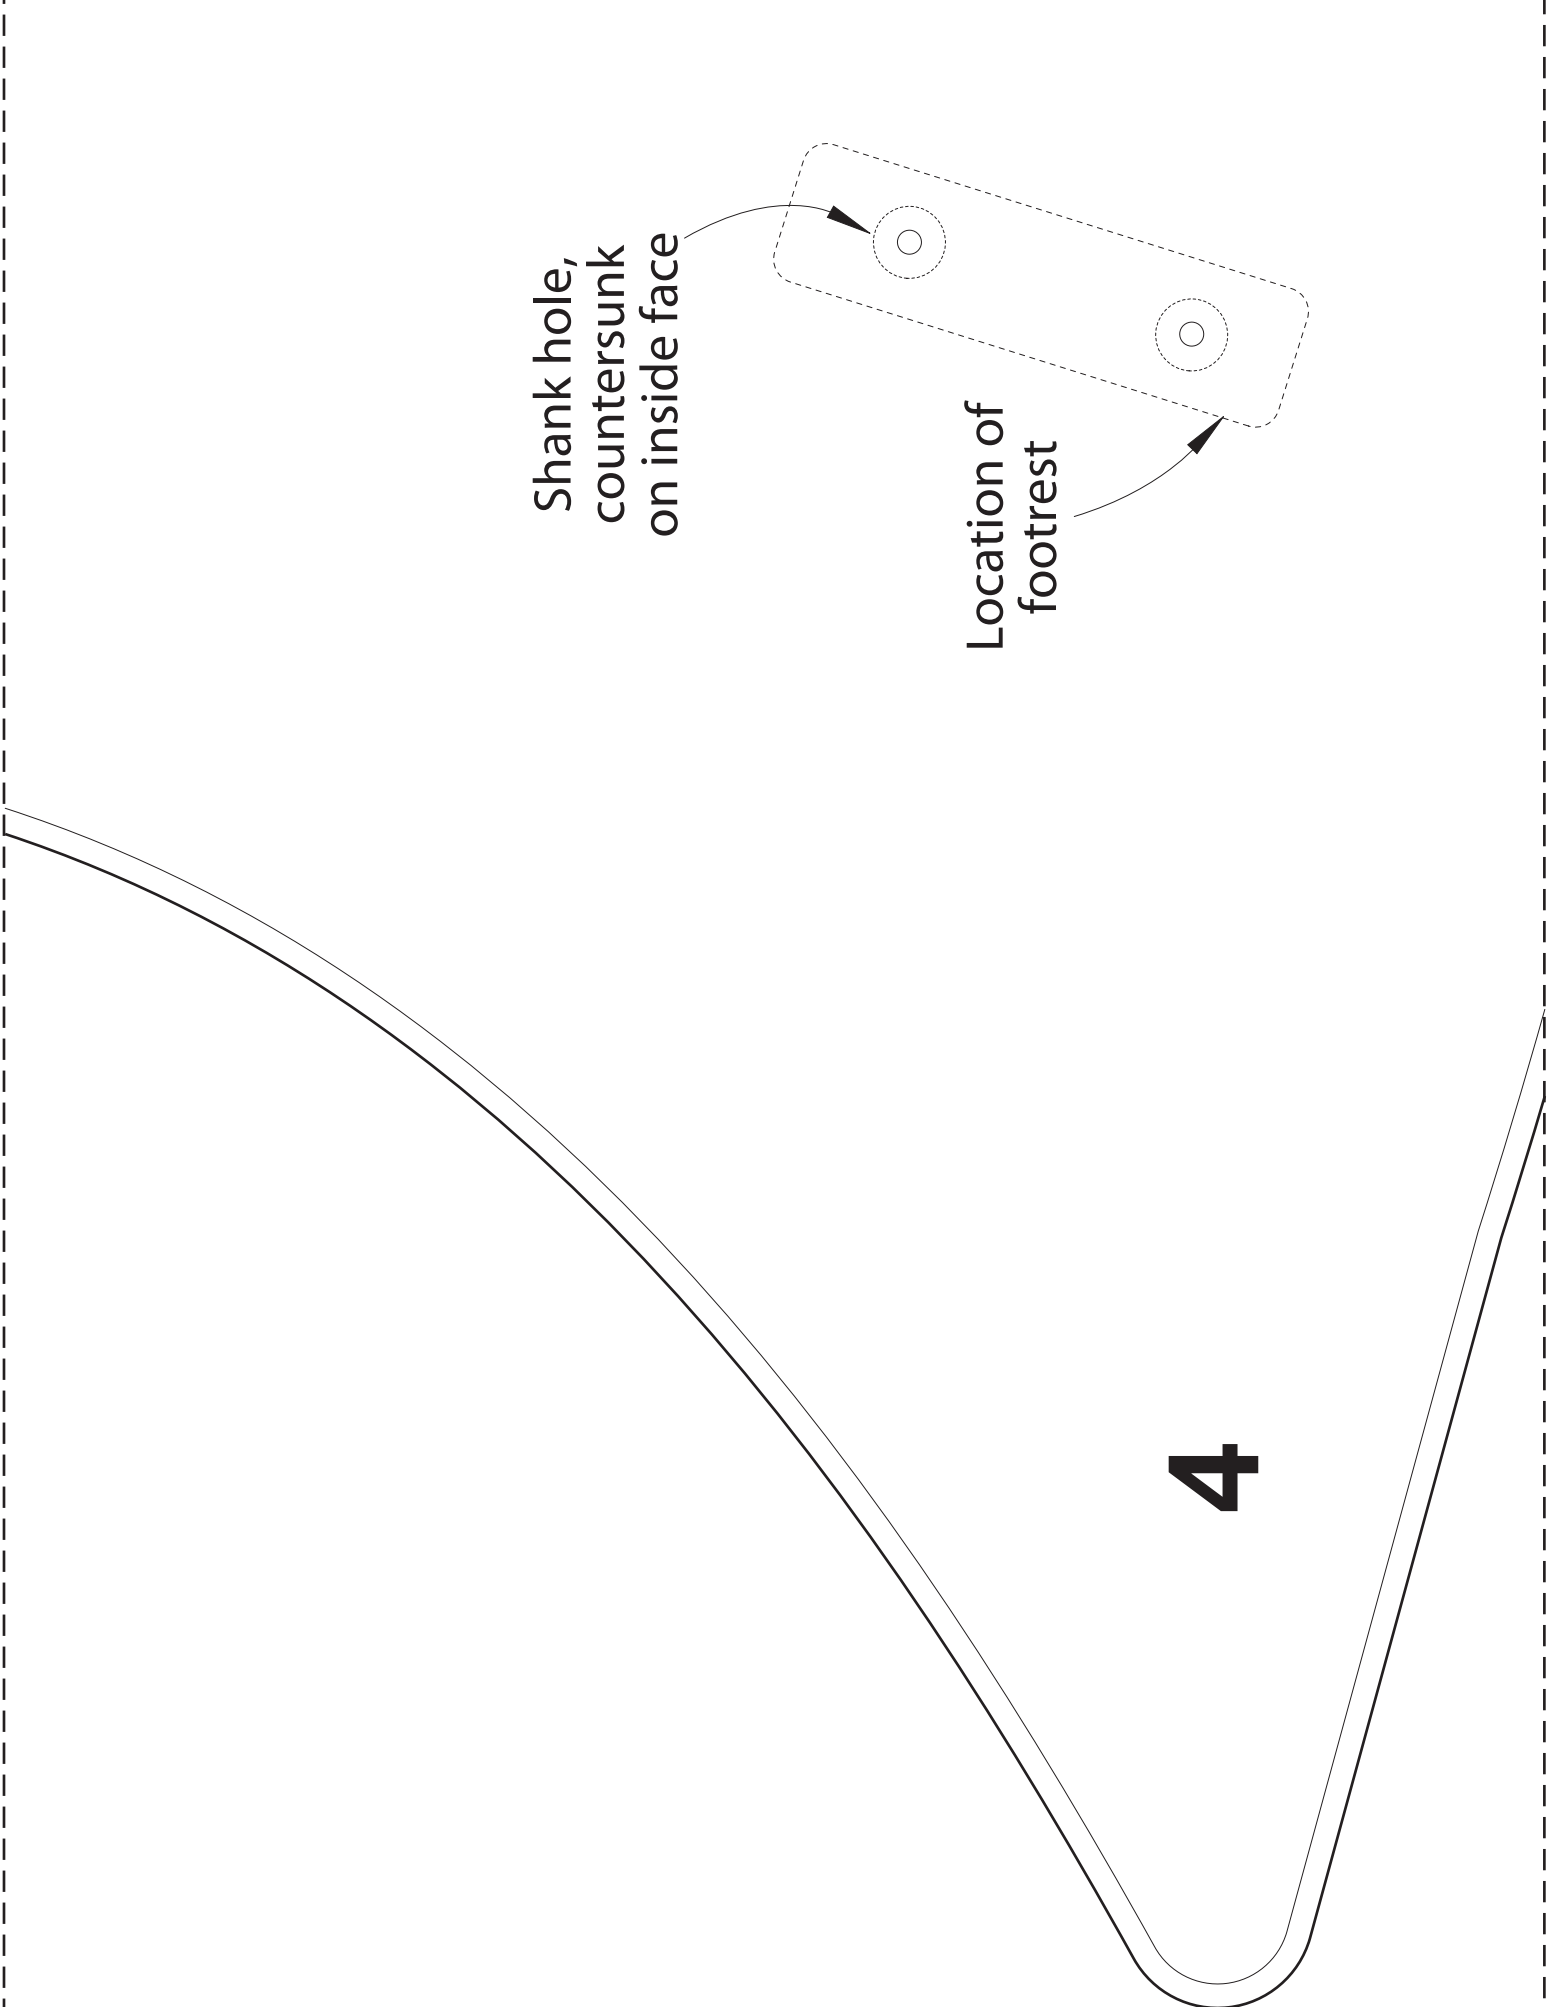 Shank hole,
countersunk
on inside face
Location of
footrest
4